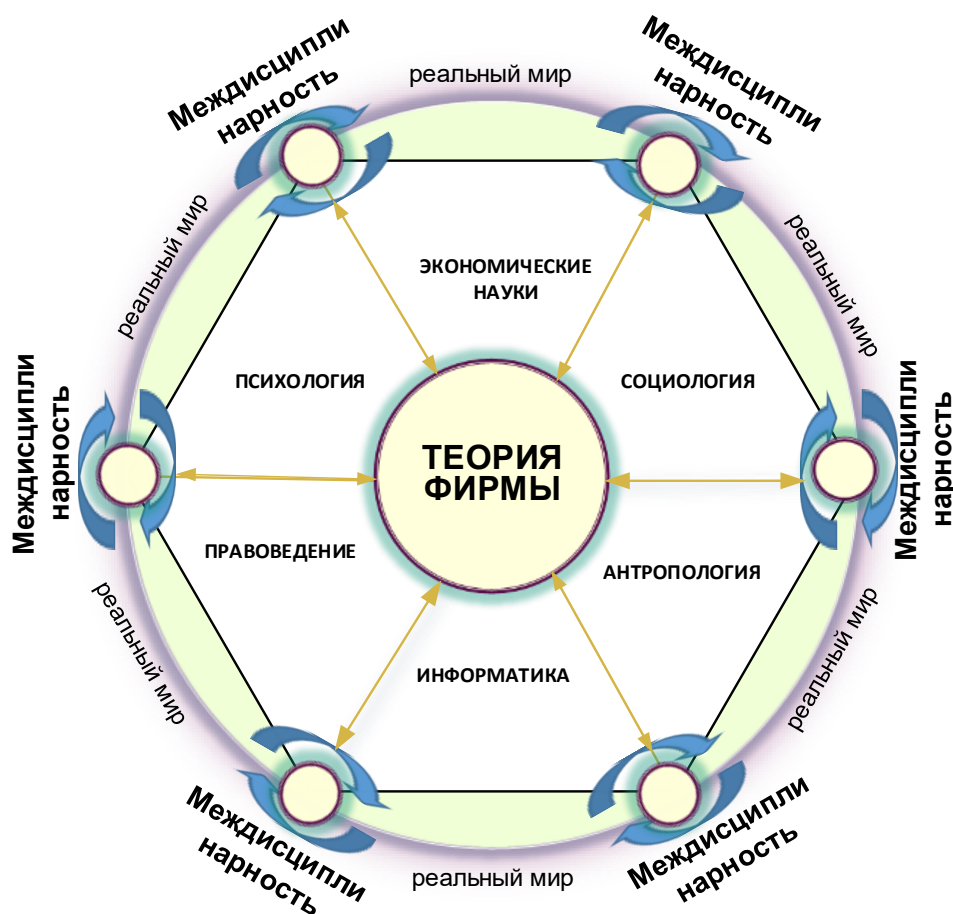 Междисципли
нарность
реальный мир
Междисципли
нарность
реальный мир
реальный мир
ЭКОНОМИЧЕСКИЕ
НАУКИ
ПСИХОЛОГИЯ
СОЦИОЛОГИЯ
Междисципли
нарность
ТЕОРИЯ
ФИРМЫ
Междисципли
нарность
ПРАВОВЕДЕНИЕ
АНТРОПОЛОГИЯ
реальный мир
реальный мир
ИНФОРМАТИКА
Междисципли
нарность
реальный мир
Междисципли
нарность